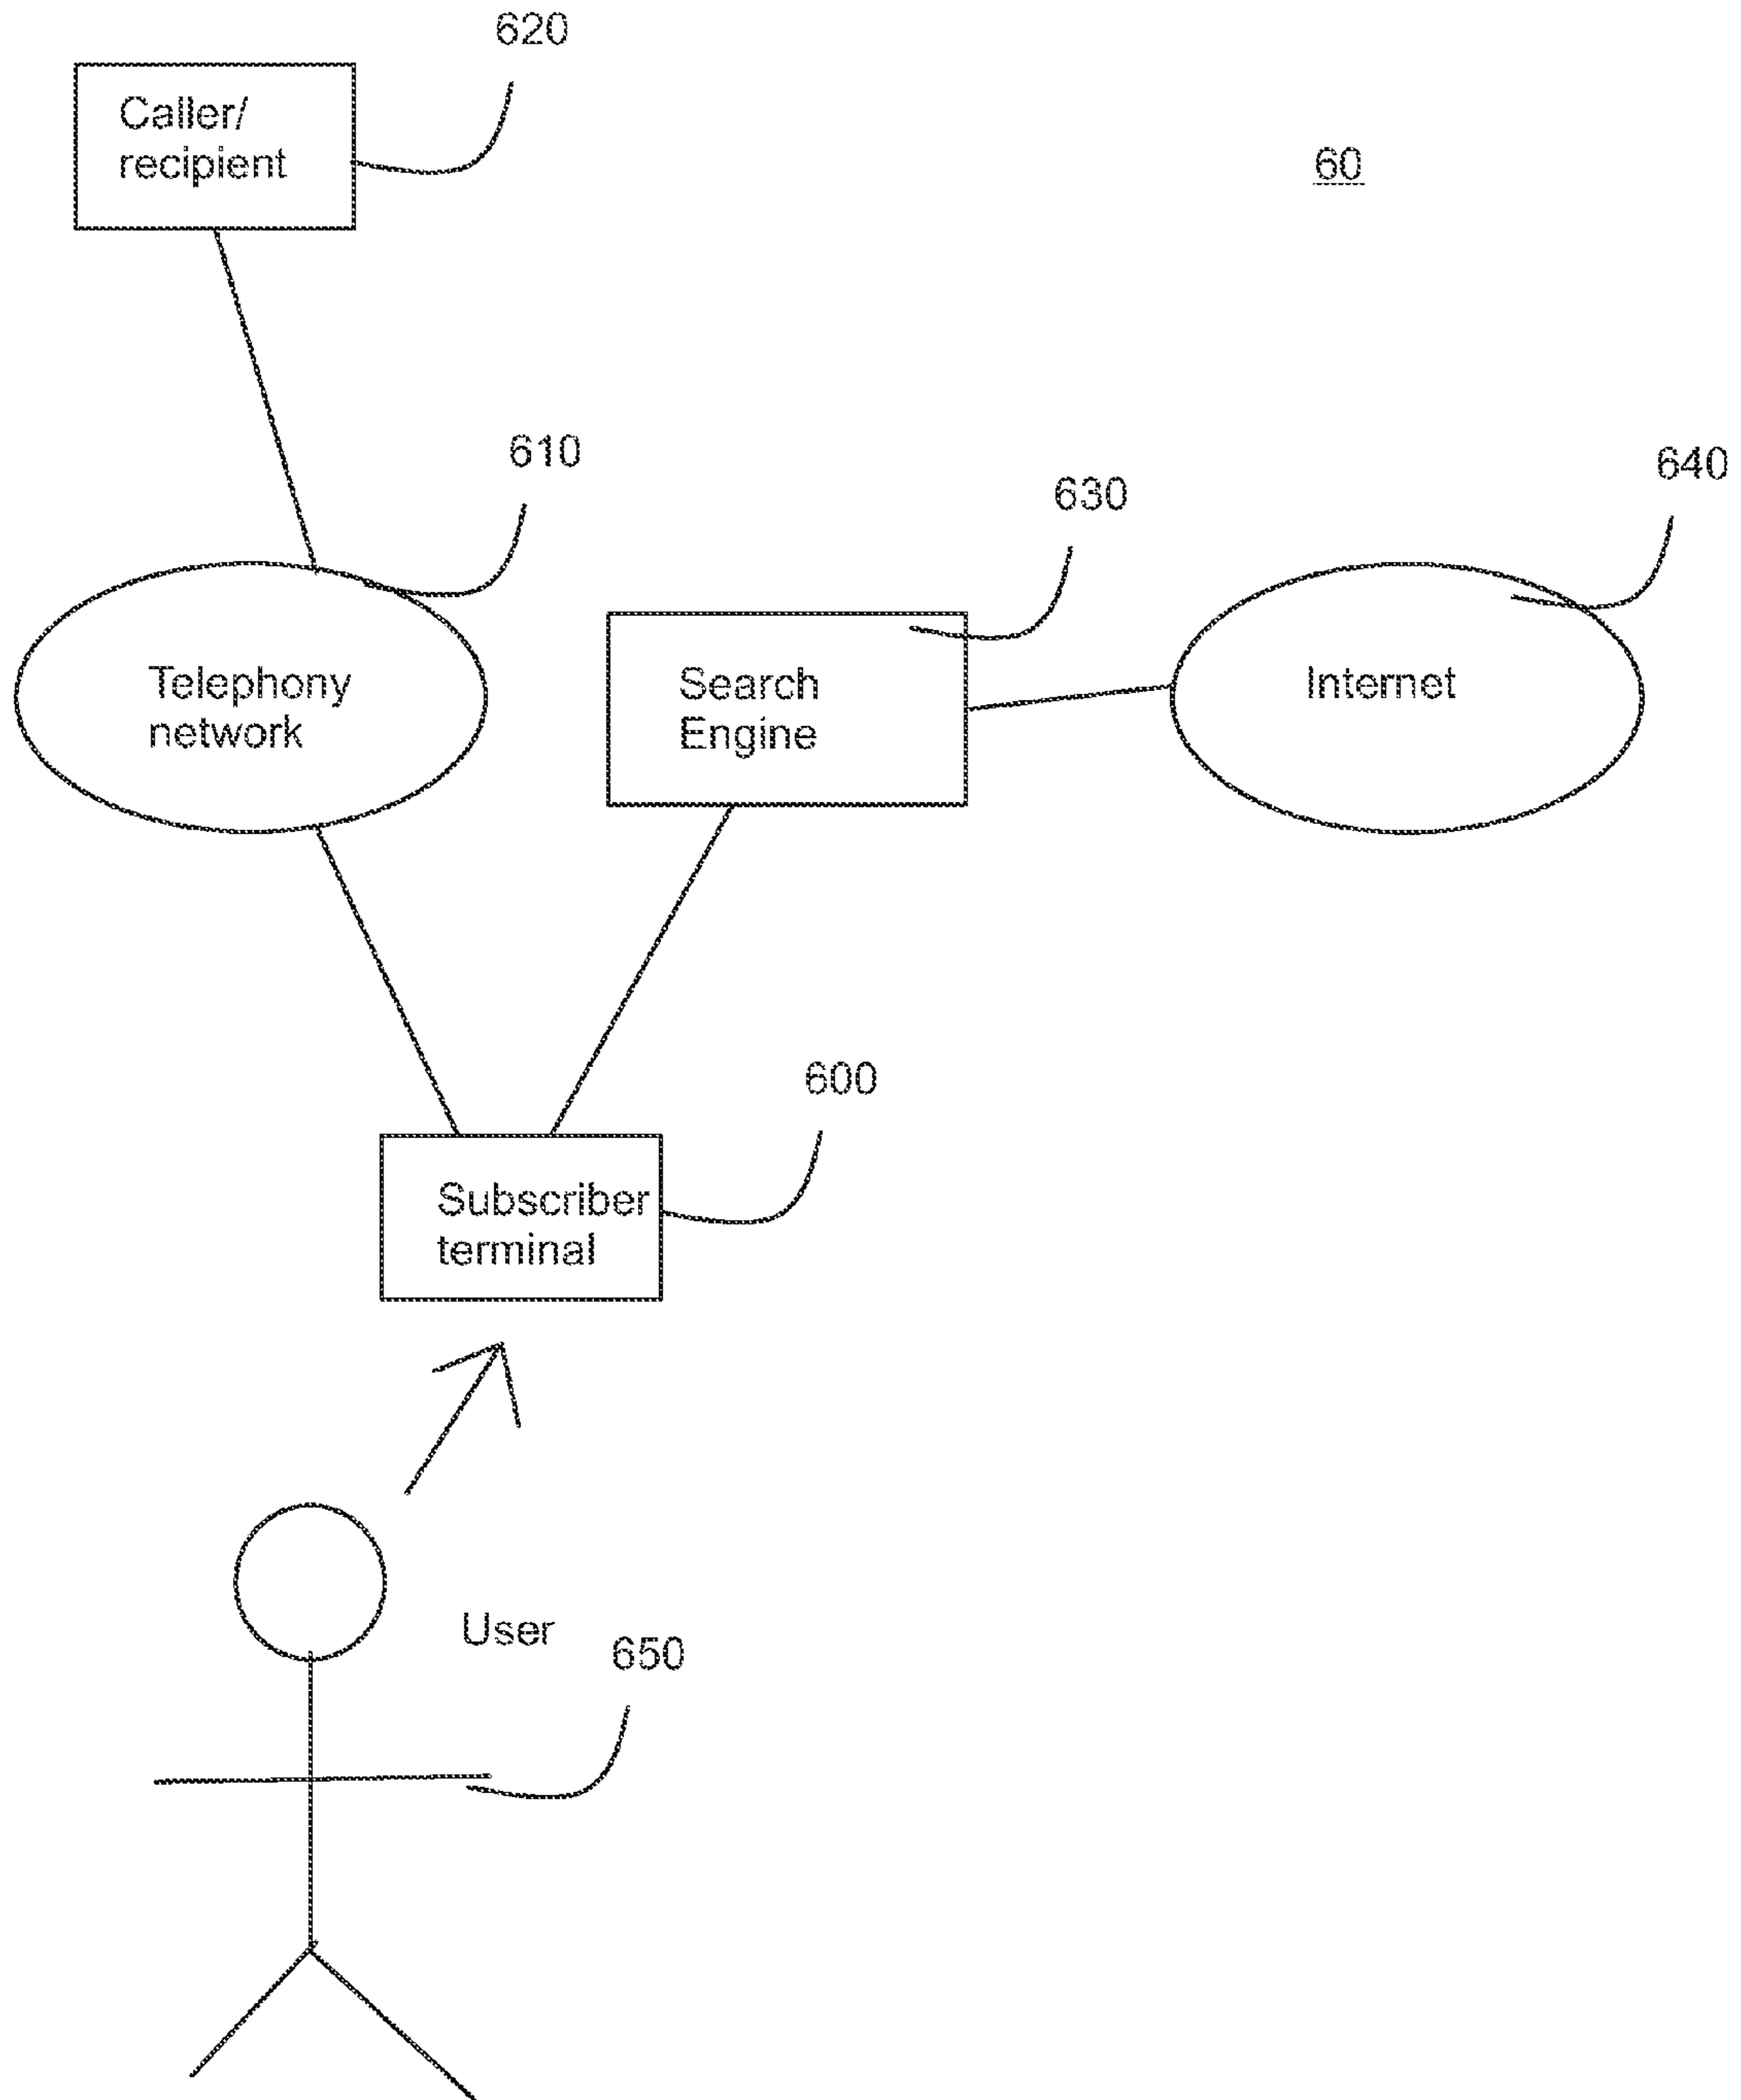 620
Caller/
recipient
60
610
630
640
Telephony
network
Search
Engine
Internet
600
Subscriber
terminal
User
650